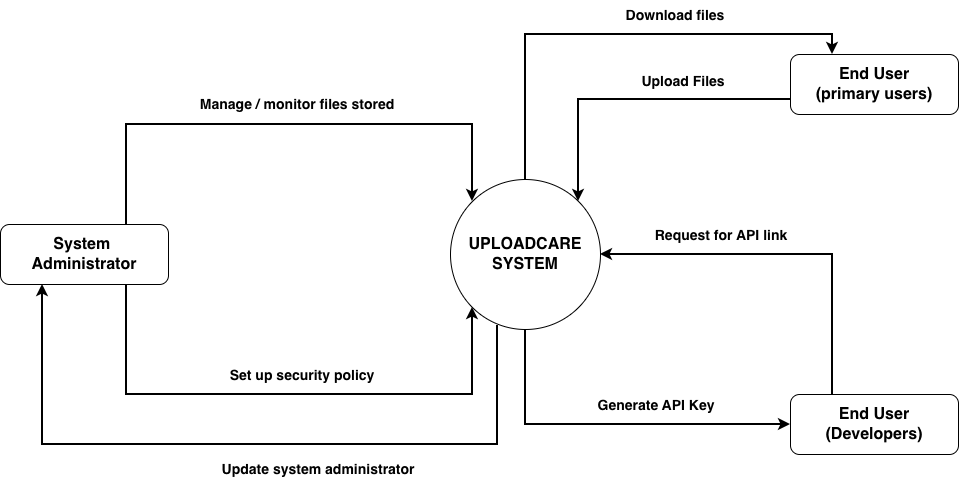 Download files
End User
(primary users)
Upload Files
Manage / monitor files stored
System
Administrator
UPLOADCARE
SYSTEM
Request for API link
Set up security policy
Generate API Key
End User
(Developers)
Update system administrator